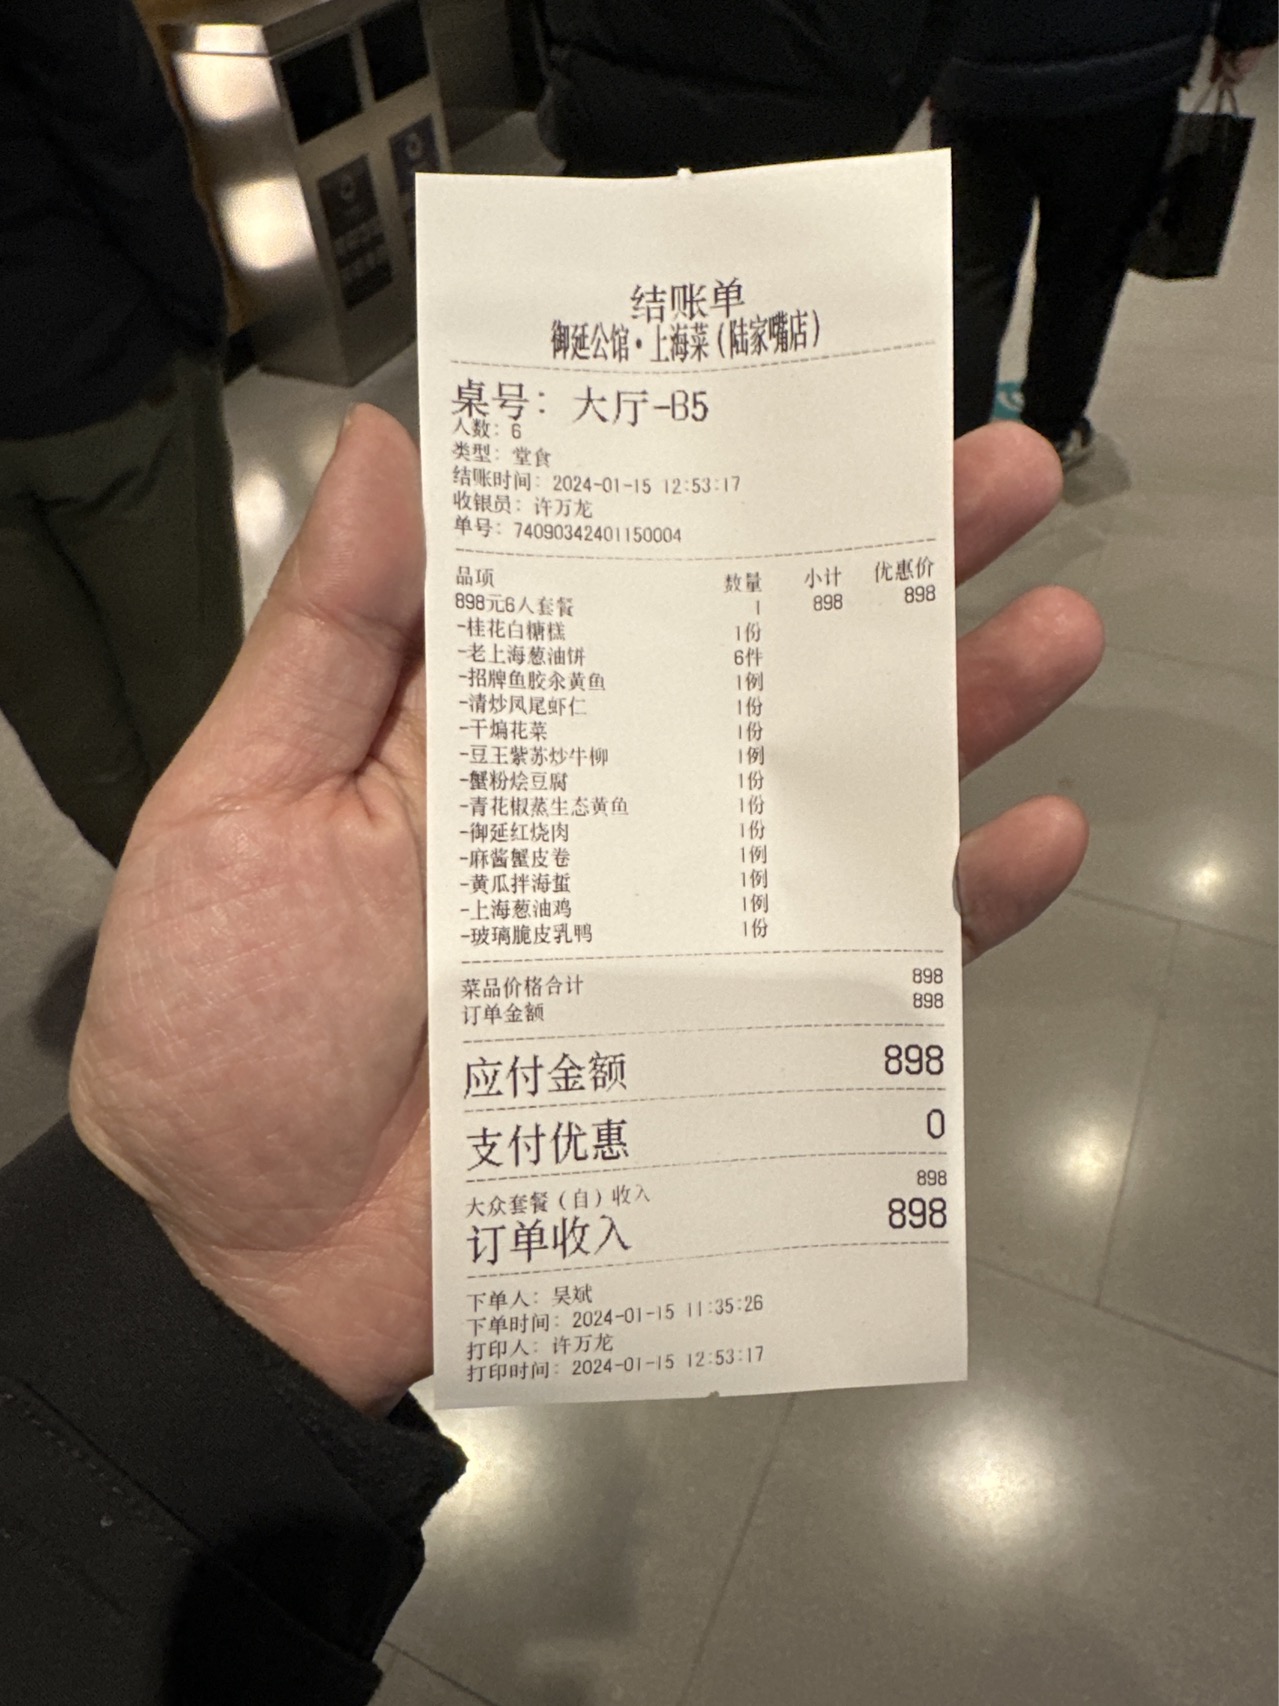 结账单
御延公馆·上海菜(陆家嘴店)
桌号: 大厅-B5
人数: 6
类型: 堂食
结账时间: 2024-01-15 12:53:17
收银员: 许万龙
单号: 74090342401150004
品项 数量 小计 优惠价
898元6人套餐 1 898 898
-桂花白糖糕 1份
-老上海葱油饼 6件
-招牌鱼胶汆黄鱼 1例
-清炒凤尾虾仁 1份
-干煸花菜 1份
-豆王紫苏炒牛柳 1例
-蟹粉烩豆腐 1份
-青花椒蒸生态黄鱼 1份
-御延红烧肉 1份
-麻酱蟹皮卷 1例
-黄瓜拌海蜇 1例
-上海葱油鸡 1例
-玻璃脆皮乳鸭 1份
菜品价格合计 898
订单金额 898
应付金额 898
支付优惠 0
大众套餐(自)收入 898
订单收入 898
下单人: 吴斌
下单时间: 2024-01-15 11:35:26
打印人: 许万龙
打印时间: 2024-01-15 12:53:17